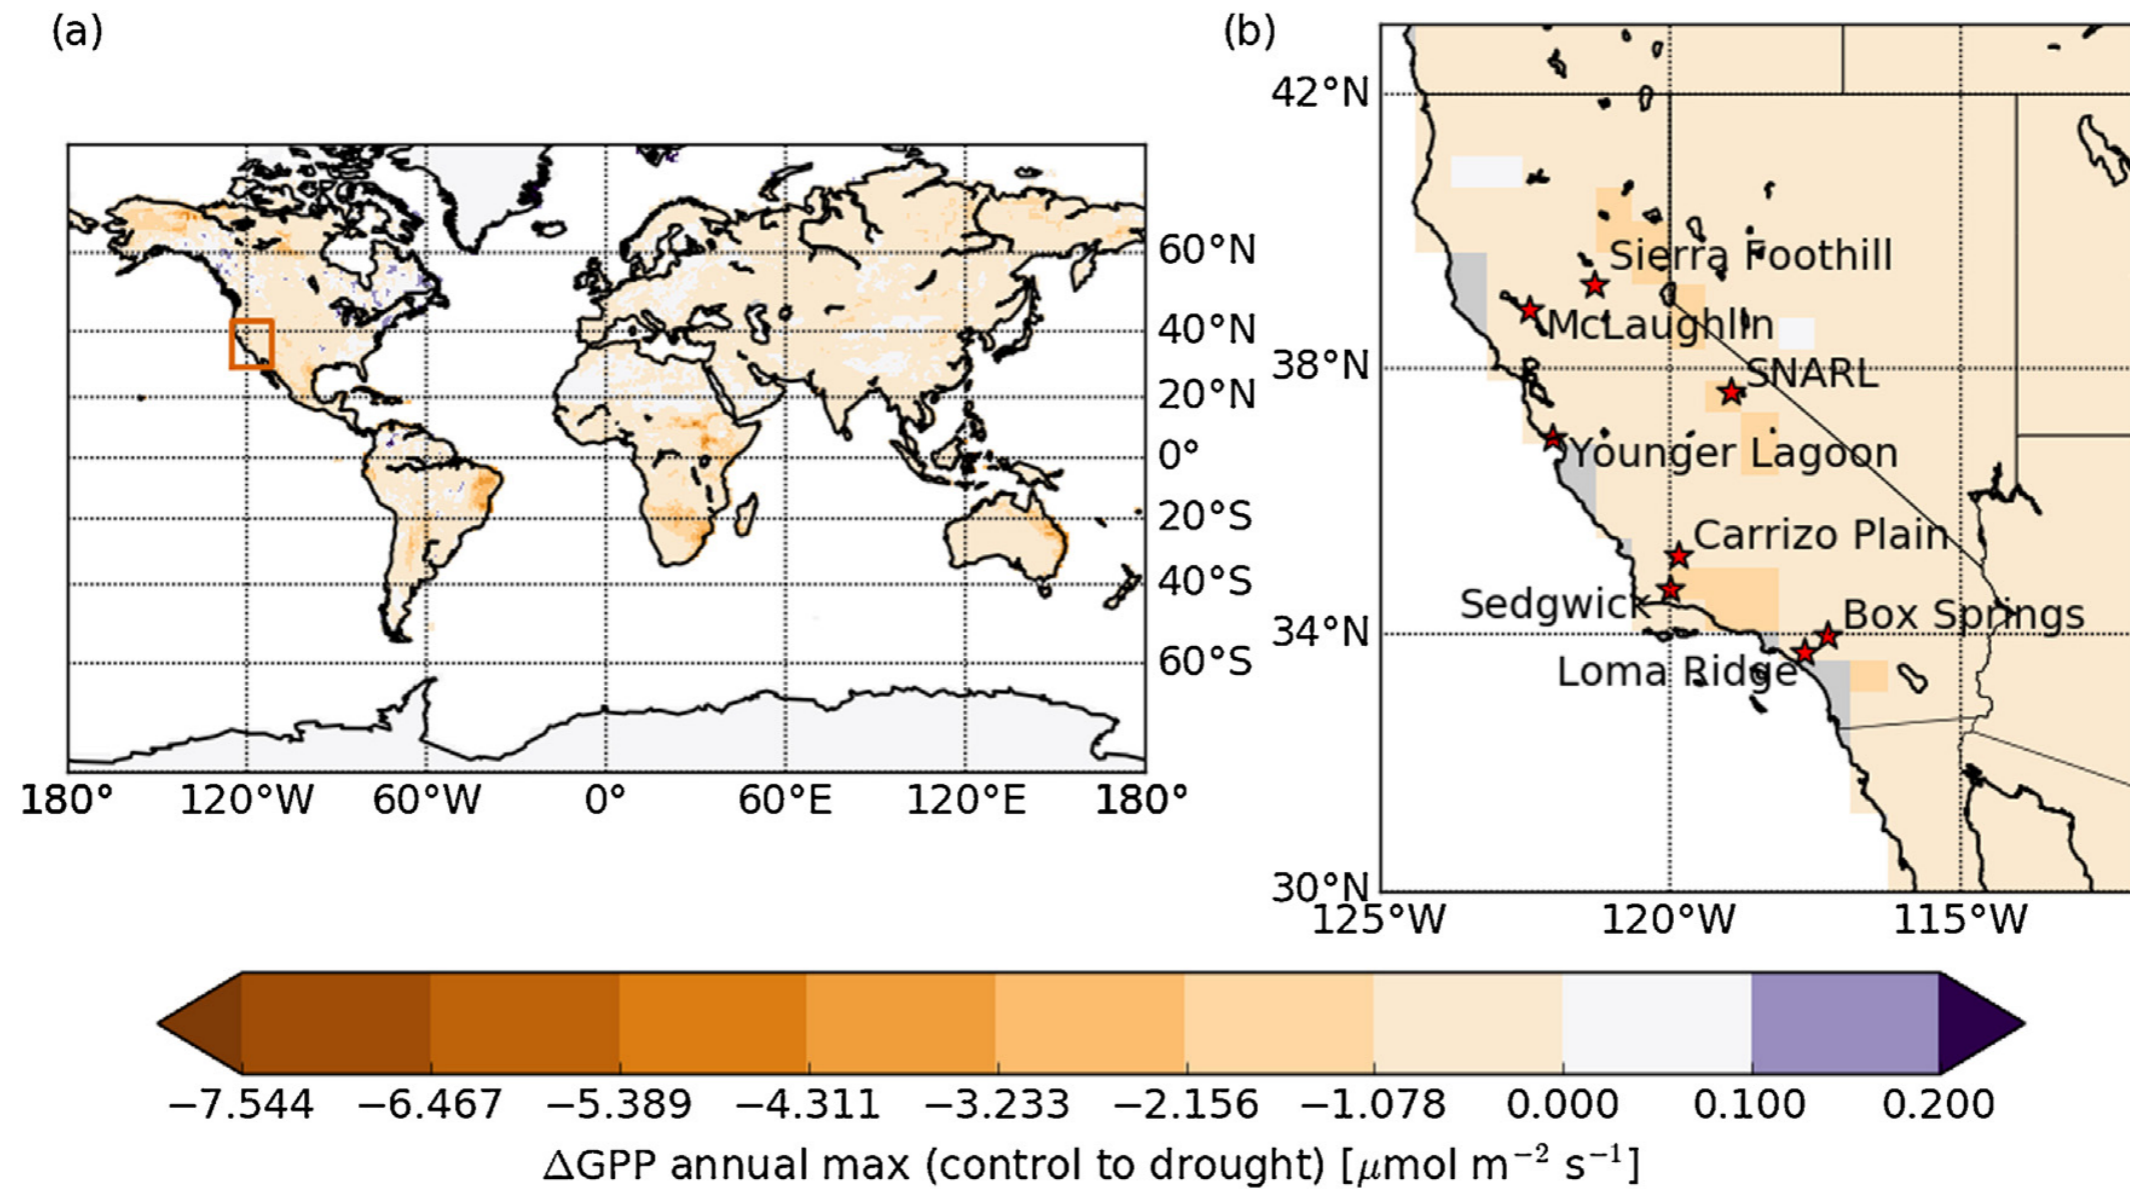 (a)
(b)
60°N
40°N
20°N
0°
20°S
40°S
60°S
180° 120°W 60°W 0° 60°E 120°E 180°
42°N
38°N
34°N
30°N
125°W 120°W 115°W
Sierra Foothill
McLaughlin
SNARL
Younger Lagoon
Carrizo Plain
Sedgwick
Box Springs
Loma Ridge
−7.544 −6.467 −5.389 −4.311 −3.233 −2.156 −1.078 0.000 0.100 0.200
ΔGPP annual max (control to drought) [μmol m⁻² s⁻¹]